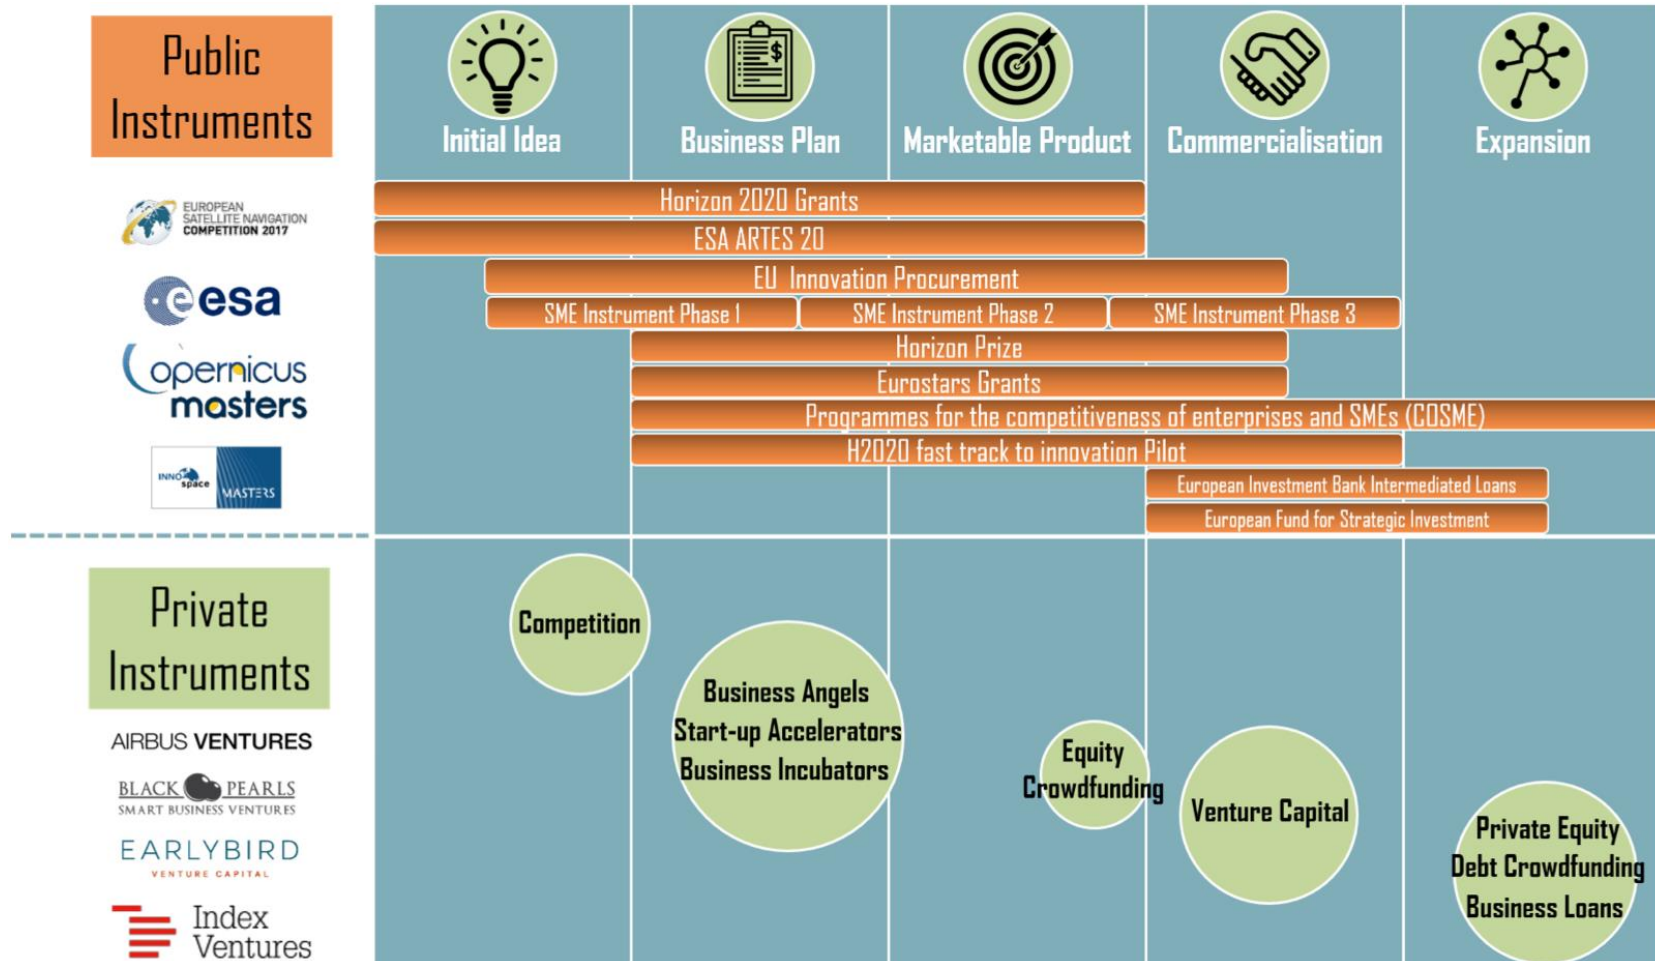 Public
Instruments
Initial Idea
Business Plan
Marketable Product
Commercialisation
Expansion
EUROPEAN
SATELLITE NAVIGATION
COMPETITION 2017
esa
Copernicus
masters
INNO
space
MASTERS
Horizon 2020 Grants
ESA ARTES 20
EU Innovation Procurement
SME Instrument Phase 1
SME Instrument Phase 2
SME Instrument Phase 3
Horizon Prize
Eurostars Grants
Programmes for the competitiveness of enterprises and SMEs (COSME)
H2020 fast track to innovation Pilot
European Investment Bank Intermediated Loans
European Fund for Strategic Investment
Private
Instruments
AIRBUS VENTURES
BLACK PEARLS
SMART BUSINESS VENTURES
EARLYBIRD
VENTURE CAPITAL
Index
Ventures
Competition
Business Angels
Start-up Accelerators
Business Incubators
Equity
Crowdfunding
Venture Capital
Private Equity
Debt Crowdfunding
Business Loans